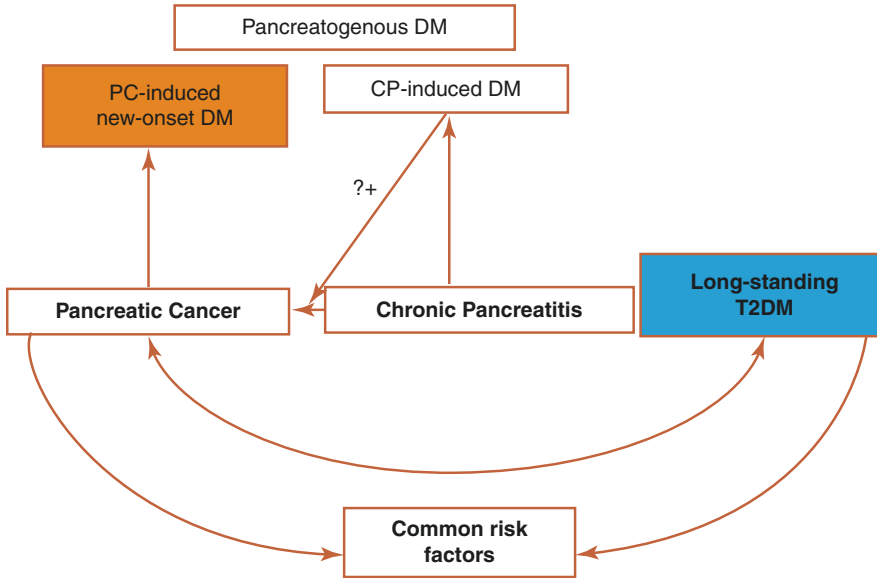 Pancreatogenous DM
PC-induced
new-onset DM
CP-induced DM
?+
Pancreatic Cancer
Chronic Pancreatitis
Long-standing
T2DM
Common risk
factors